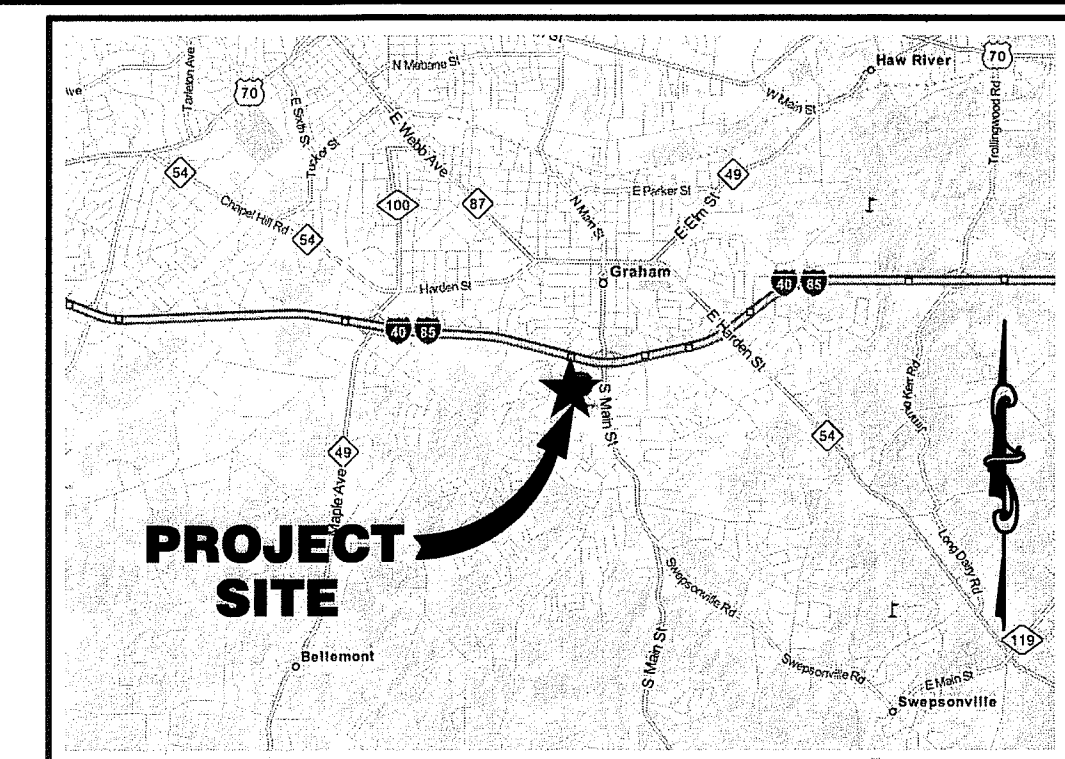 N Mebane St
70
Haw River
70
Tarleton Ave
70
E Sixth St
Tucker St
E Webb Ave
W Main St
Trollingwood Rd
54
Chapel Hill Rd
54
100
87
E Parker St
49
N Main St
E Elm St
Graham
Harden St
40
85
40
85
E Harden St
S Main St
Jimmie Kerr Rd
49
Maple Ave
54
PROJECT
SITE
Long Dairy Rd
Swepsonville Rd
119
Bellemont
S Main St
Swepsonville Rd
E Main St
Swepsonville